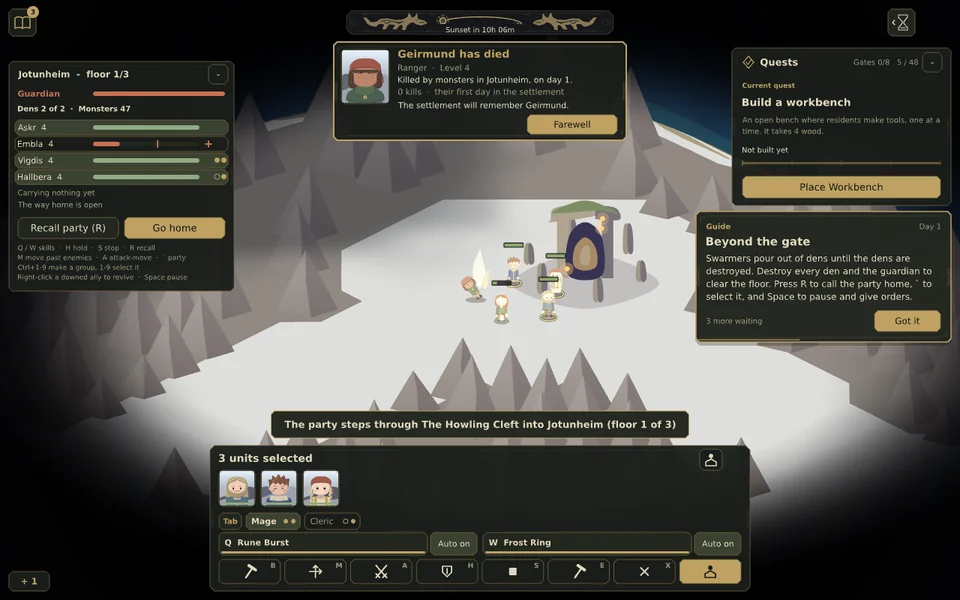 3
Sunset in 10h 06m
Geirmund has died
Ranger · Level 4
Killed by monsters in Jotunheim, on day 1.
0 kills · their first day in the settlement
The settlement will remember Geirmund.
Farewell
Jotunheim - floor 1/3
-
Guardian
Dens 2 of 2 · Monsters 47
Askr 4
Embla 4
Vigdis 4
Hallbera 4
Carrying nothing yet
The way home is open
Recall party (R)
Go home
Q / W skills · H hold · S stop · R recall
M move past enemies · A attack-move · ` party
Ctrl+1-9 make a group, 1-9 select it
Right-click a downed ally to revive · Space pause
Quests
Gates 0/8 5 / 48
-
Current quest
Build a workbench
An open bench where residents make tools, one at a
time. It takes 4 wood.
Not built yet
Place Workbench
Guide
Day 1
Beyond the gate
Swarmers pour out of dens until the dens are
destroyed. Destroy every den and the guardian to
clear the floor. Press R to call the party home, ` to
select it, and Space to pause and give orders.
3 more waiting
Got it
The party steps through The Howling Cleft into Jotunheim (floor 1 of 3)
3 units selected
Tab
Mage
Cleric
Q Rune Burst
Auto on
W Frost Ring
Auto on
B
M
A
H
S
E
X
+ 1